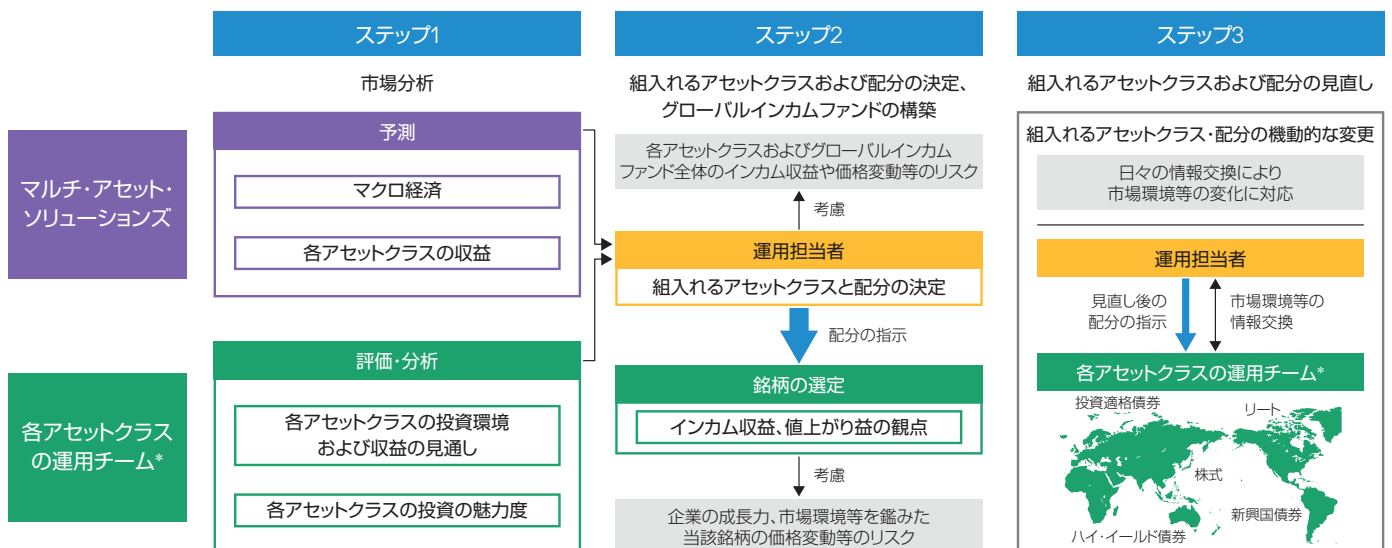 ステップ1
市場分析
マルチ・アセット・
ソリューションズ
予測
マクロ経済
各アセットクラスの収益
各アセットクラス
の運用チーム*
評価・分析
各アセットクラスの投資環境
および収益の見通し
各アセットクラスの投資の魅力度
ステップ2
組入れるアセットクラスおよび配分の決定、
グローバルインカムファンドの構築
各アセットクラスおよびグローバルインカム
ファンド全体のインカム収益や価格変動等のリスク
考慮
運用担当者
組入れるアセットクラスと配分の決定
配分の指示
銘柄の選定
インカム収益、値上がり益の観点
考慮
企業の成長力、市場環境等を鑑みた
当該銘柄の価格変動等のリスク
ステップ3
組入れるアセットクラスおよび配分の見直し
組入れるアセットクラス・配分の機動的な変更
日々の情報交換により
市場環境等の変化に対応
運用担当者
見直し後の
配分の指示
市場環境等の
情報交換
各アセットクラスの運用チーム*
投資適格債券
リート
株式
新興国債券
ハイ・イールド債券